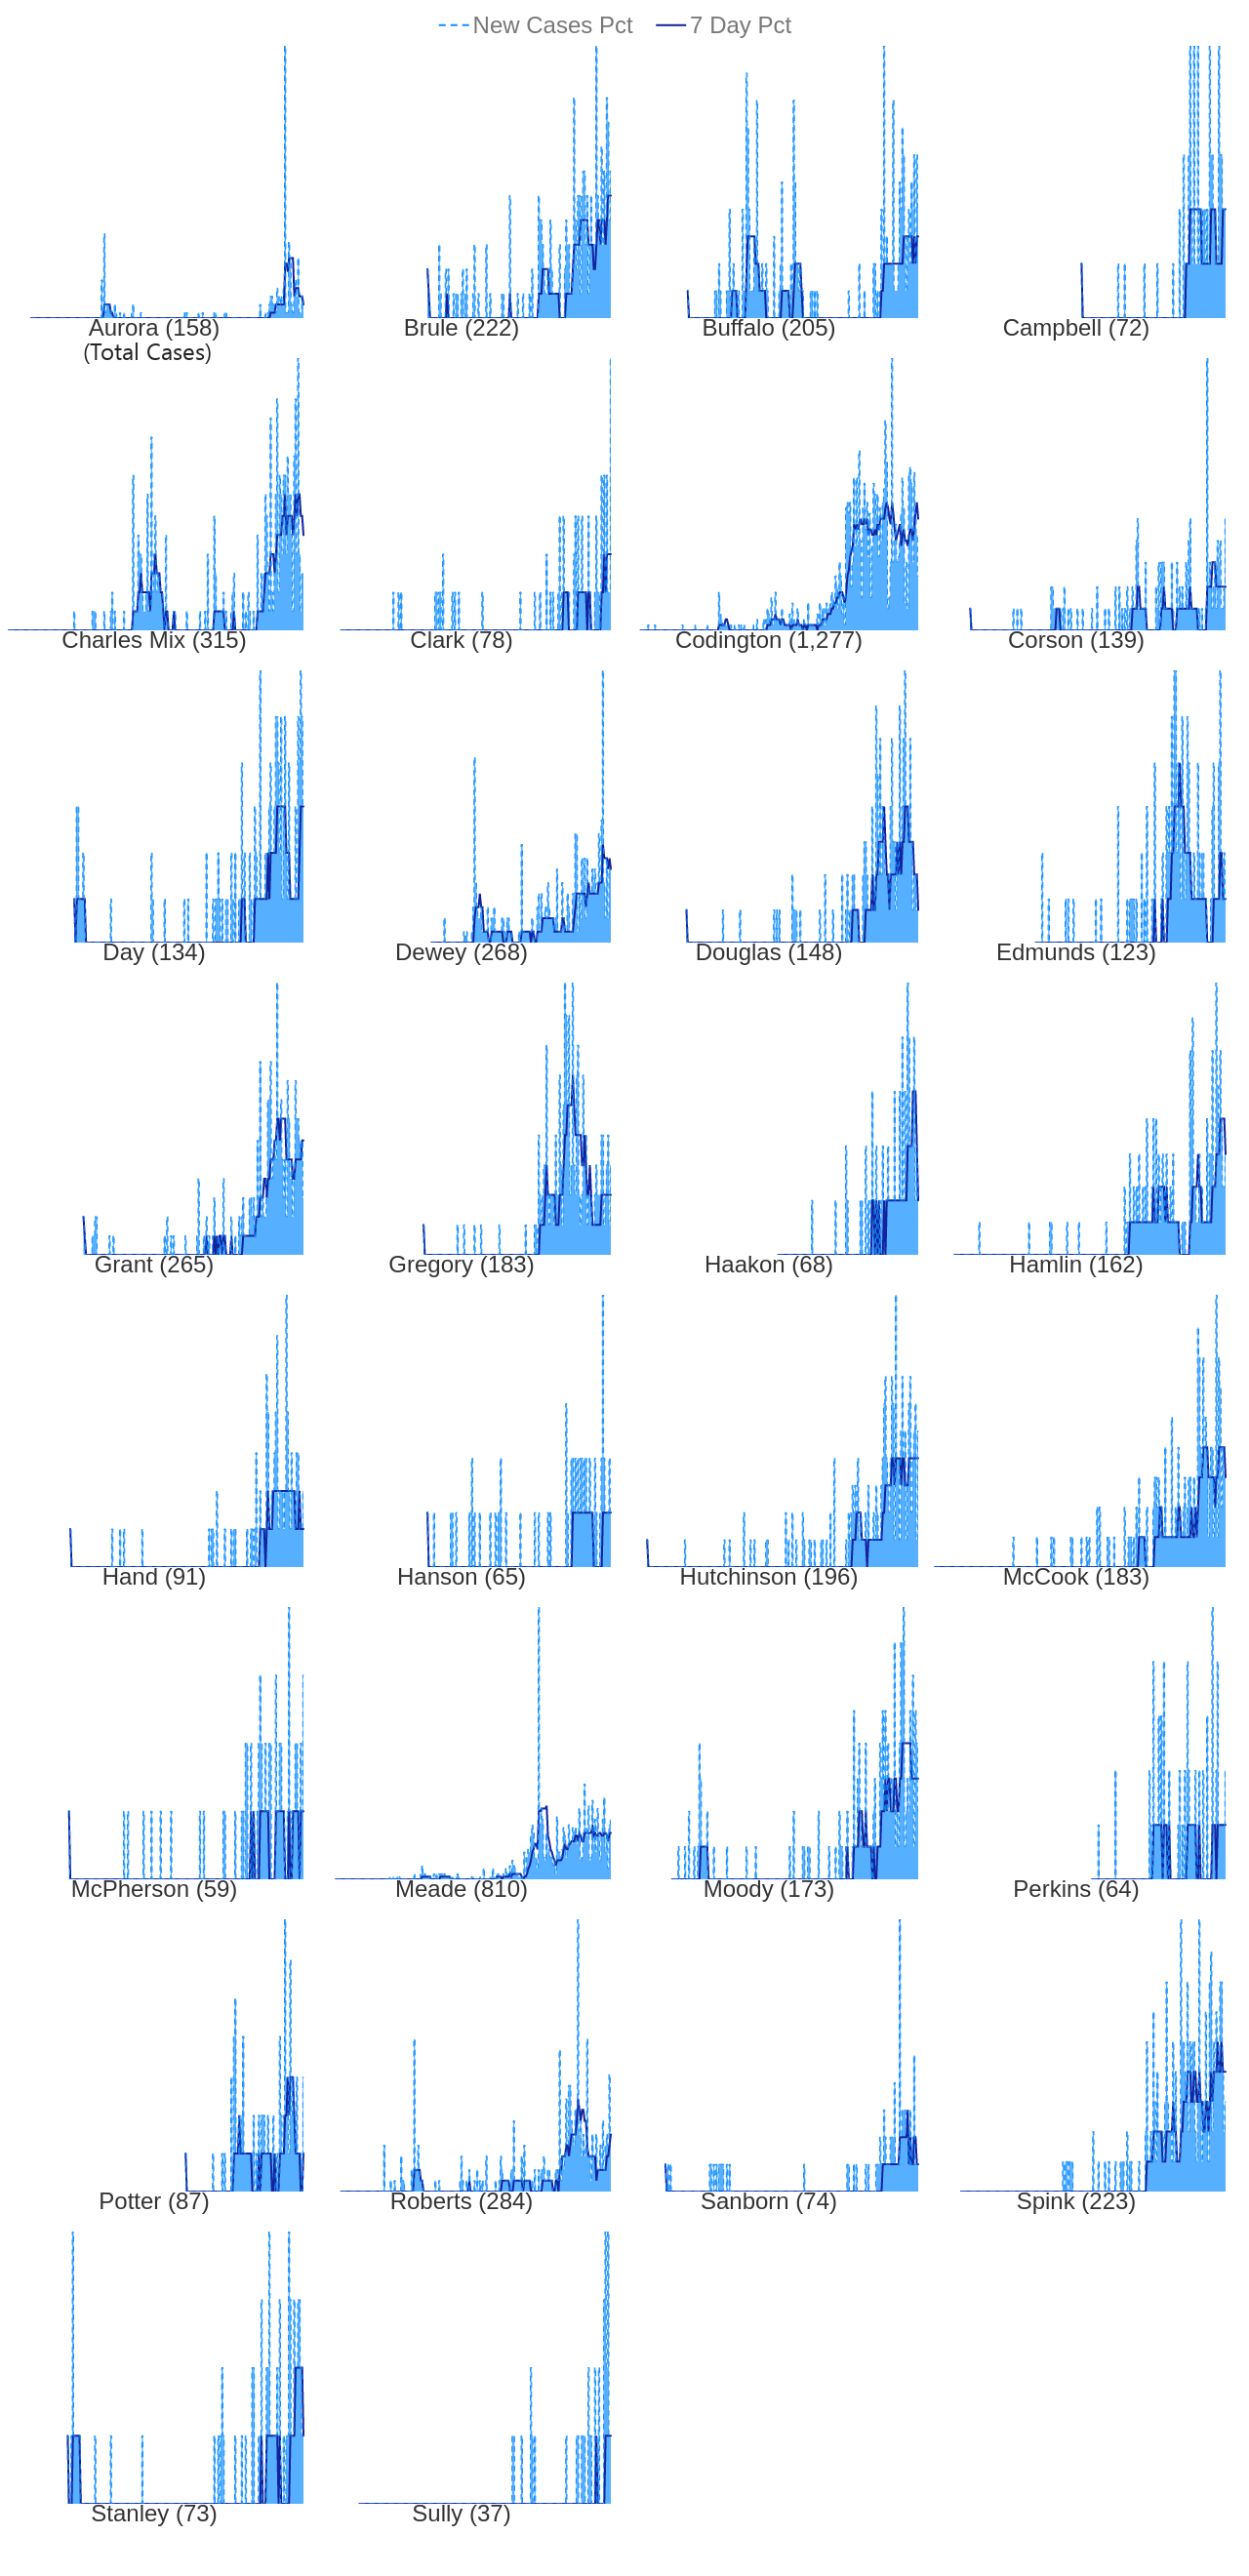 New Cases Pct 7 Day Pct
Aurora (158) Brule (222) Buffalo (205) Campbell (72)
(Total Cases)
Charles Mix (315) Clark (78) Codington (1,277) Corson (139)
Day (134) Dewey (268) Douglas (148) Edmunds (123)
Grant (265) Gregory (183) Haakon (68) Hamlin (162)
Hand (91) Hanson (65) Hutchinson (196) McCook (183)
McPherson (59) Meade (810) Moody (173) Perkins (64)
Potter (87) Roberts (284) Sanborn (74) Spink (223)
Stanley (73) Sully (37)